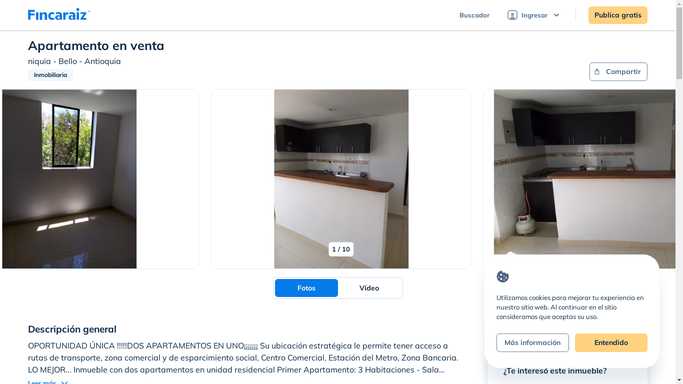 Fincaraiz
Buscador
Ingresar
Publica gratis
Apartamento en venta
niquia - Bello - Antioquia
Inmobiliaria
Compartir
1 / 10
Fotos
Video
Utilizamos cookies para mejorar tu experiencia en
nuestro sitio web. Al continuar en el sitio
consideramos que aceptas su uso.
Más información
Entendido
Descripción general
OPORTUNIDAD ÚNICA !!!!!DOS APARTAMENTOS EN UNO¡¡¡¡¡¡ Su ubicación estratégica le permite tener acceso a
rutas de transporte, zona comercial y de esparcimiento social, Centro Comercial, Estación del Metro, Zona Bancaria.
LO MEJOR... Inmueble con dos apartamentos en unidad residencial Primer Apartamento: 3 Habitaciones - Sala...
Leer más
¿Te interesó este inmueble?